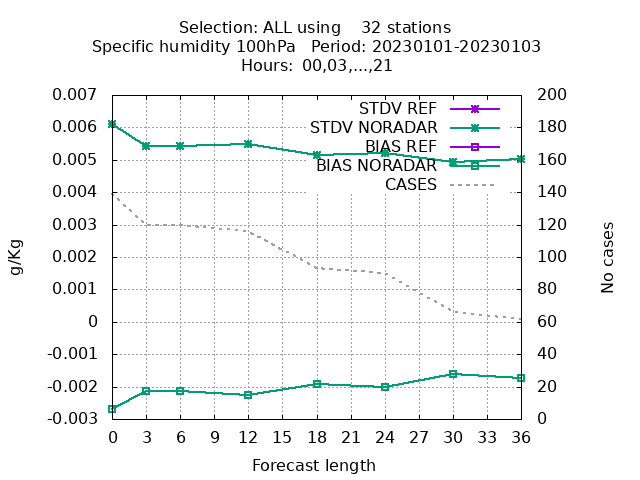 Selection: ALL using    32 stations
Specific humidity 100hPa   Period: 20230101-20230103
Hours:  00,03,...,21
0.007 STDV REF 200
0.006 STDV NORADAR 180
BIAS REF
0.005 BIAS NORADAR 160
CASES
0.004 140
0.003 120
0.002 100
0.001 80
0 60
-0.001 40
-0.002 20
-0.003 0
g/Kg
No cases
0 3 6 9 12 15 18 21 24 27 30 33 36
Forecast length